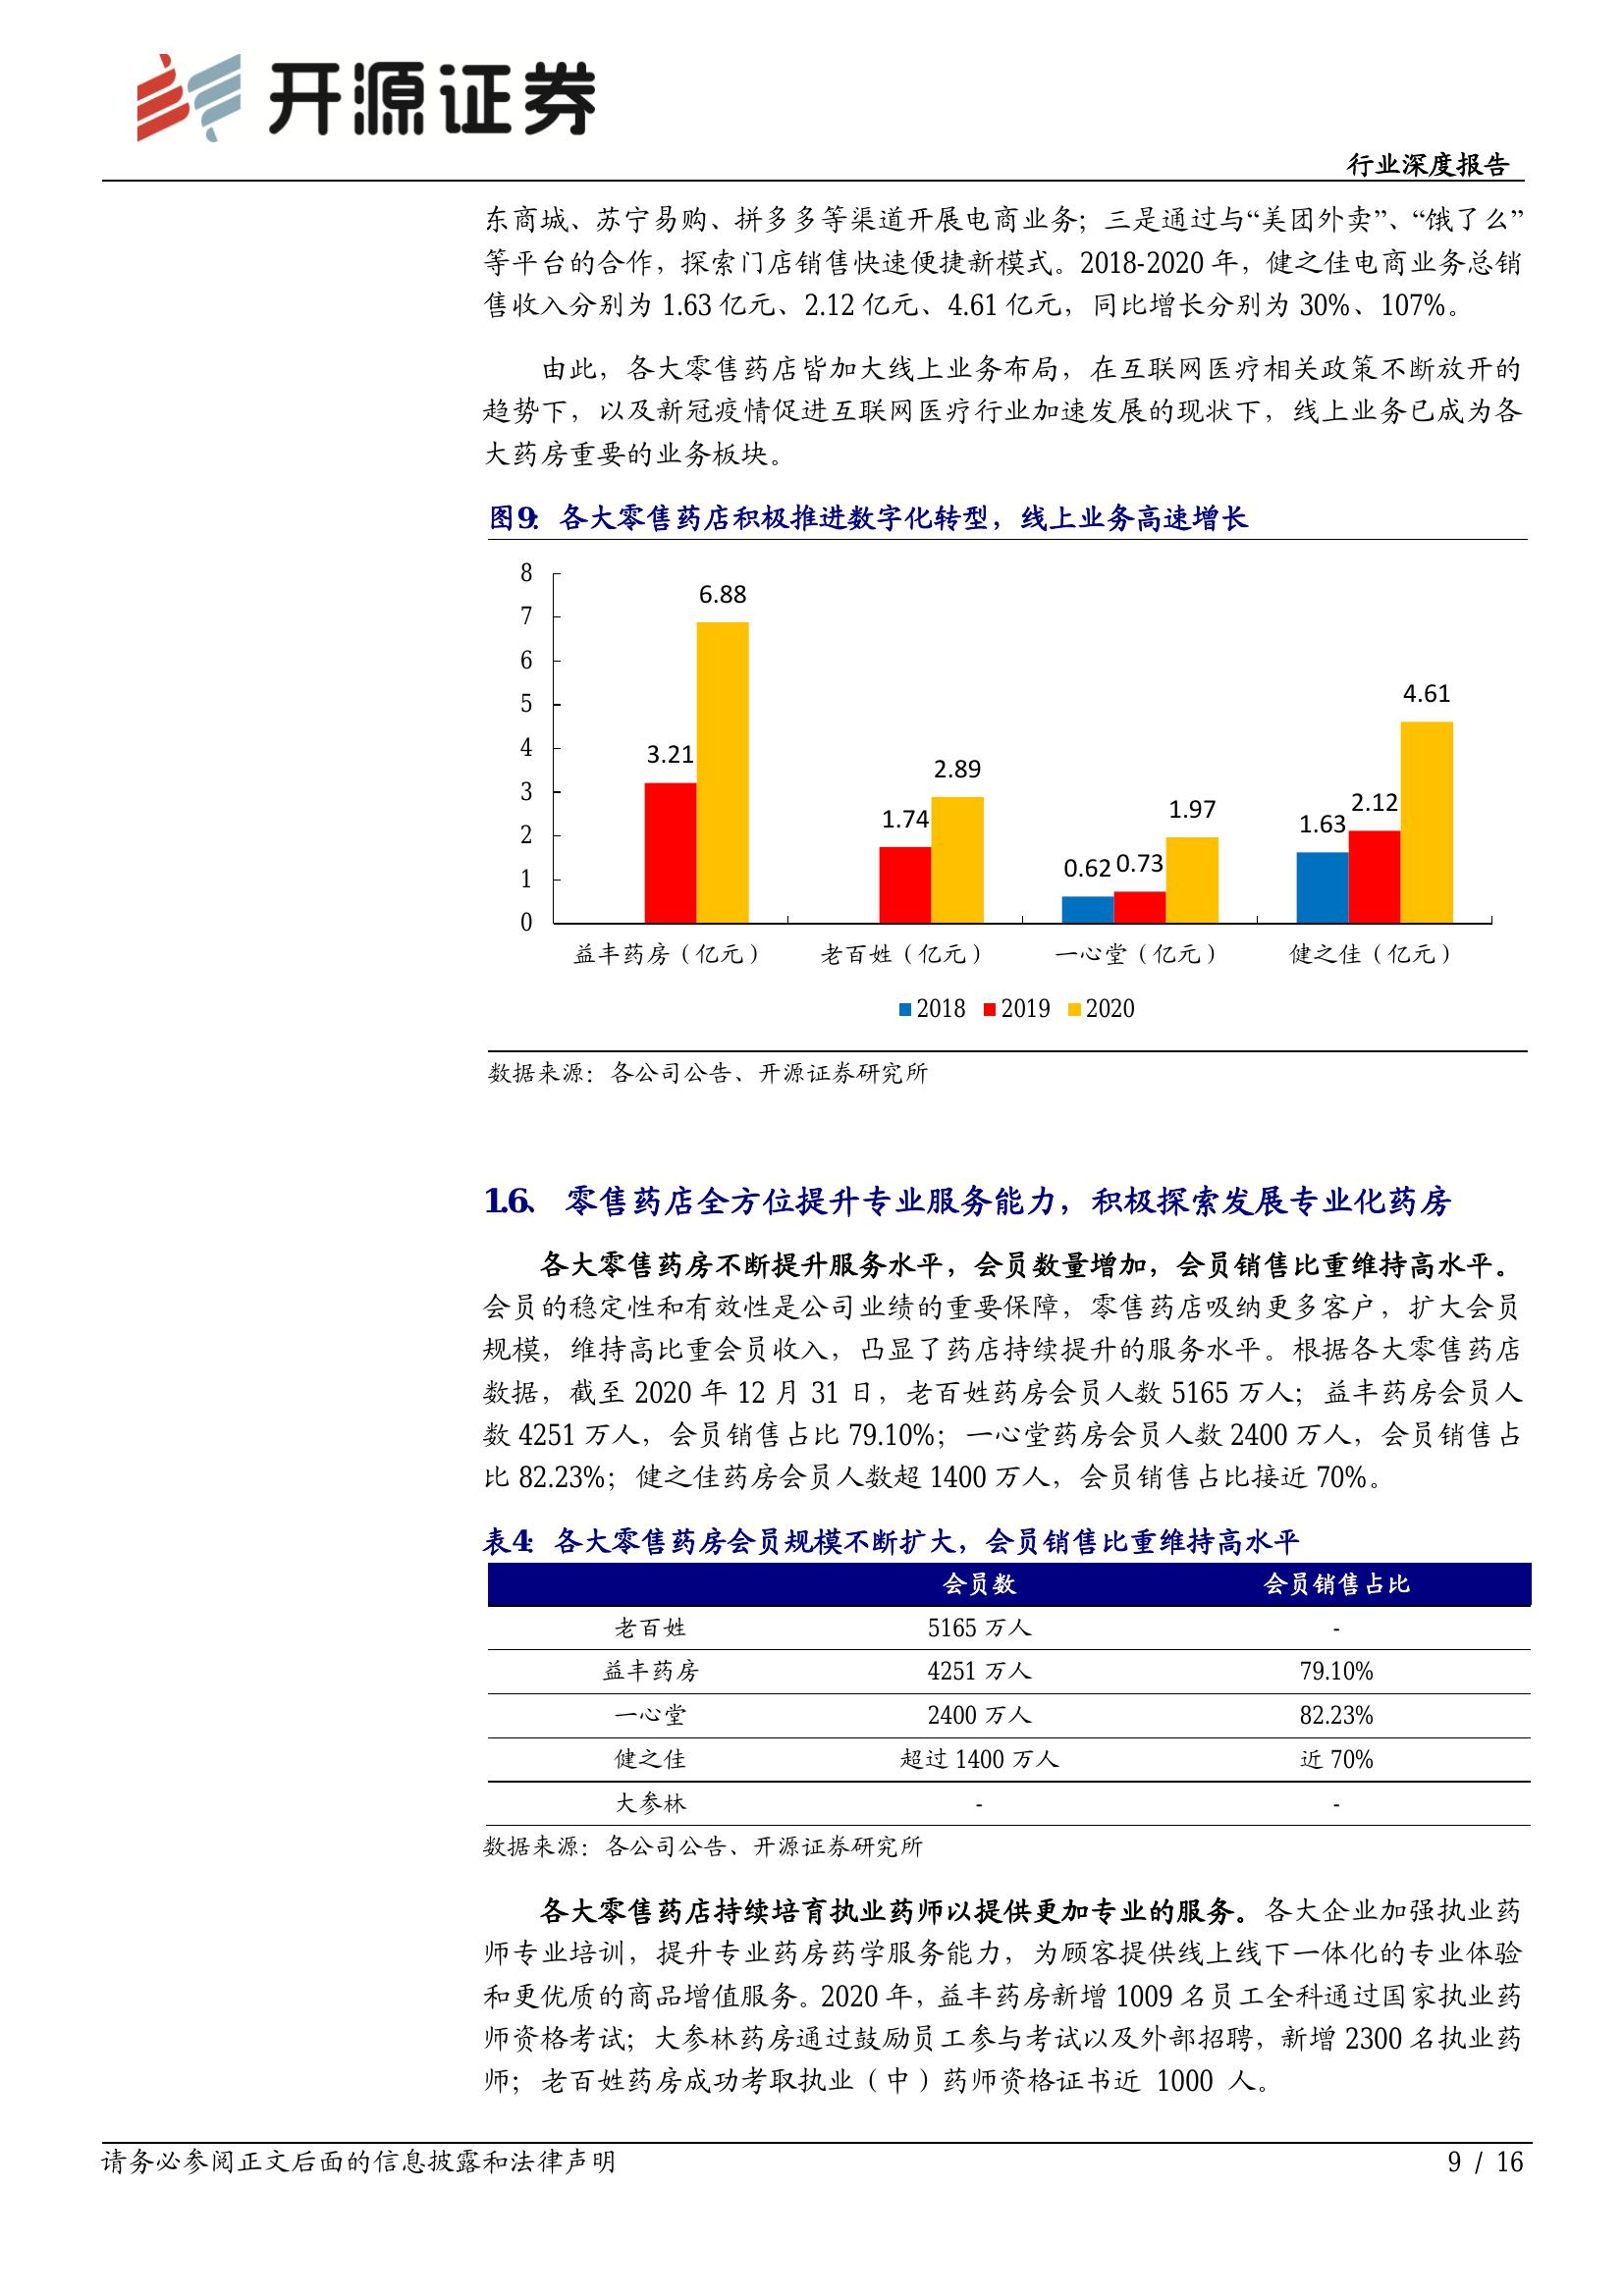 开源证券
行业深度报告
东商城、苏宁易购、拼多多等渠道开展电商业务；三是通过与“美团外卖”、“饿了么”
等平台的合作，探索门店销售快速便捷新模式。2018-2020 年，健之佳电商业务总销
售收入分别为 1.63 亿元、2.12 亿元、4.61 亿元，同比增长分别为 30%、107%。
由此，各大零售药店皆加大线上业务布局，在互联网医疗相关政策不断放开的
趋势下，以及新冠疫情促进互联网医疗行业加速发展的现状下，线上业务已成为各
大药房重要的业务板块。
图9：各大零售药店积极推进数字化转型，线上业务高速增长
8
7
6
5
4
3
2
1
0
3.21
6.88
1.74
2.89
0.62
0.73
1.97
1.63
2.12
4.61
益丰药房（亿元） 老百姓（亿元） 一心堂（亿元） 健之佳（亿元）
2018 2019 2020
数据来源：各公司公告、开源证券研究所
1.6、 零售药店全方位提升专业服务能力，积极探索发展专业化药房
各大零售药房不断提升服务水平，会员数量增加，会员销售比重维持高水平。
会员的稳定性和有效性是公司业绩的重要保障，零售药店吸纳更多客户，扩大会员
规模，维持高比重会员收入，凸显了药店持续提升的服务水平。根据各大零售药店
数据，截至 2020 年 12 月 31 日，老百姓药房会员人数 5165 万人；益丰药房会员人
数 4251 万人，会员销售占比 79.10%；一心堂药房会员人数 2400 万人，会员销售占
比 82.23%；健之佳药房会员人数超 1400 万人，会员销售占比接近 70%。
表4：各大零售药房会员规模不断扩大，会员销售比重维持高水平
会员数 会员销售占比
老百姓 5165 万人 -
益丰药房 4251 万人 79.10%
一心堂 2400 万人 82.23%
健之佳 超过 1400 万人 近 70%
大参林 - -
数据来源：各公司公告、开源证券研究所
各大零售药店持续培育执业药师以提供更加专业的服务。各大企业加强执业药
师专业培训，提升专业药房药学服务能力，为顾客提供线上线下一体化的专业体验
和更优质的商品增值服务。2020 年，益丰药房新增 1009 名员工全科通过国家执业药
师资格考试；大参林药房通过鼓励员工参与考试以及外部招聘，新增 2300 名执业药
师；老百姓药房成功考取执业（中）药师资格证书近 1000 人。
请务必参阅正文后面的信息披露和法律声明
9 / 16